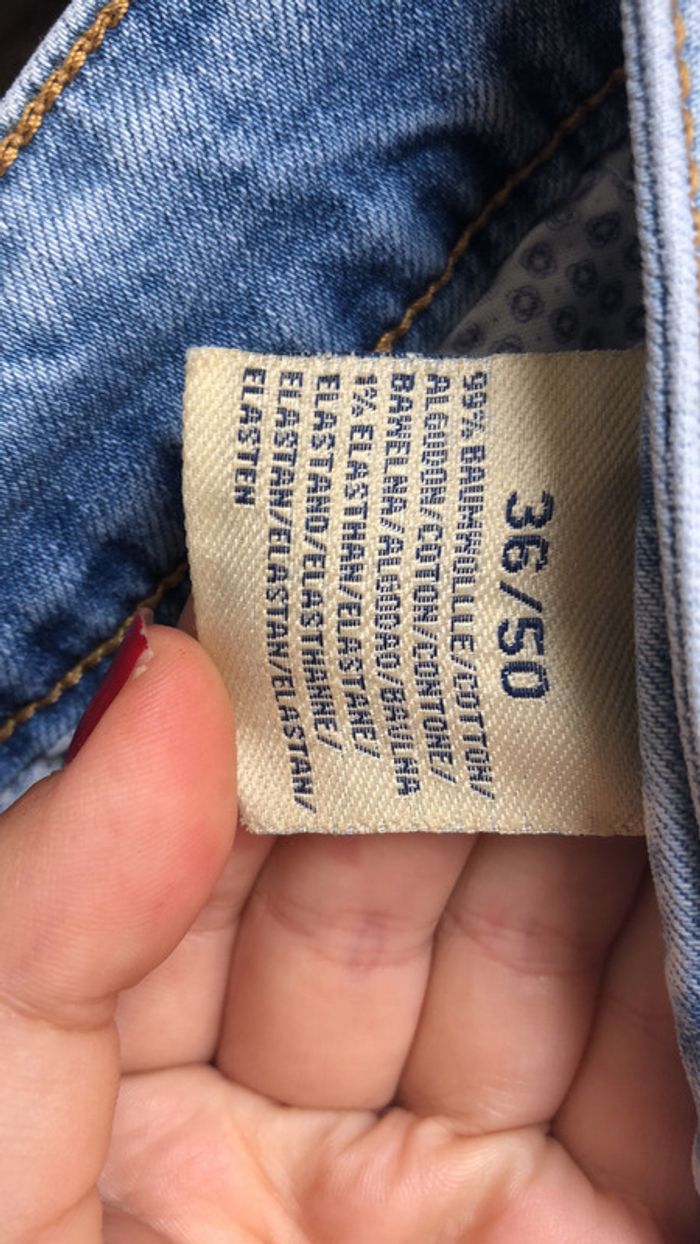 36/50
99% BAUMWOLLE/COTTON/
ALGODON/COTON/COTONE/
BAWELNA/ALGODAO/BAVLNA
1% ELASTHAN/ELASTANE/
ELASTANO/ELASTHANNE/
ELASTAN/ELASTAN/ELASTAN/
ELASTEN